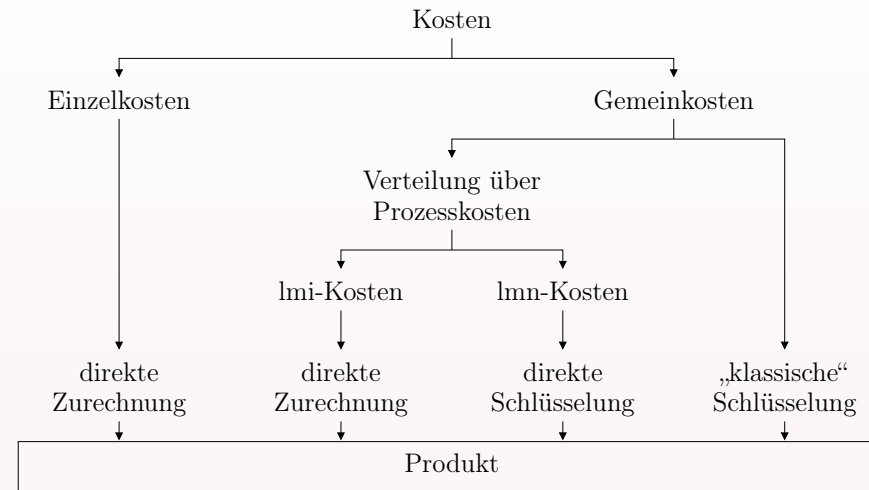 Kosten
Einzelkosten
Gemeinkosten
Verteilung über
Prozesskosten
lmi-Kosten
lmn-Kosten
direkte
Zurechnung
direkte
Zurechnung
direkte
Schlüsselung
„klassische“
Schlüsselung
Produkt